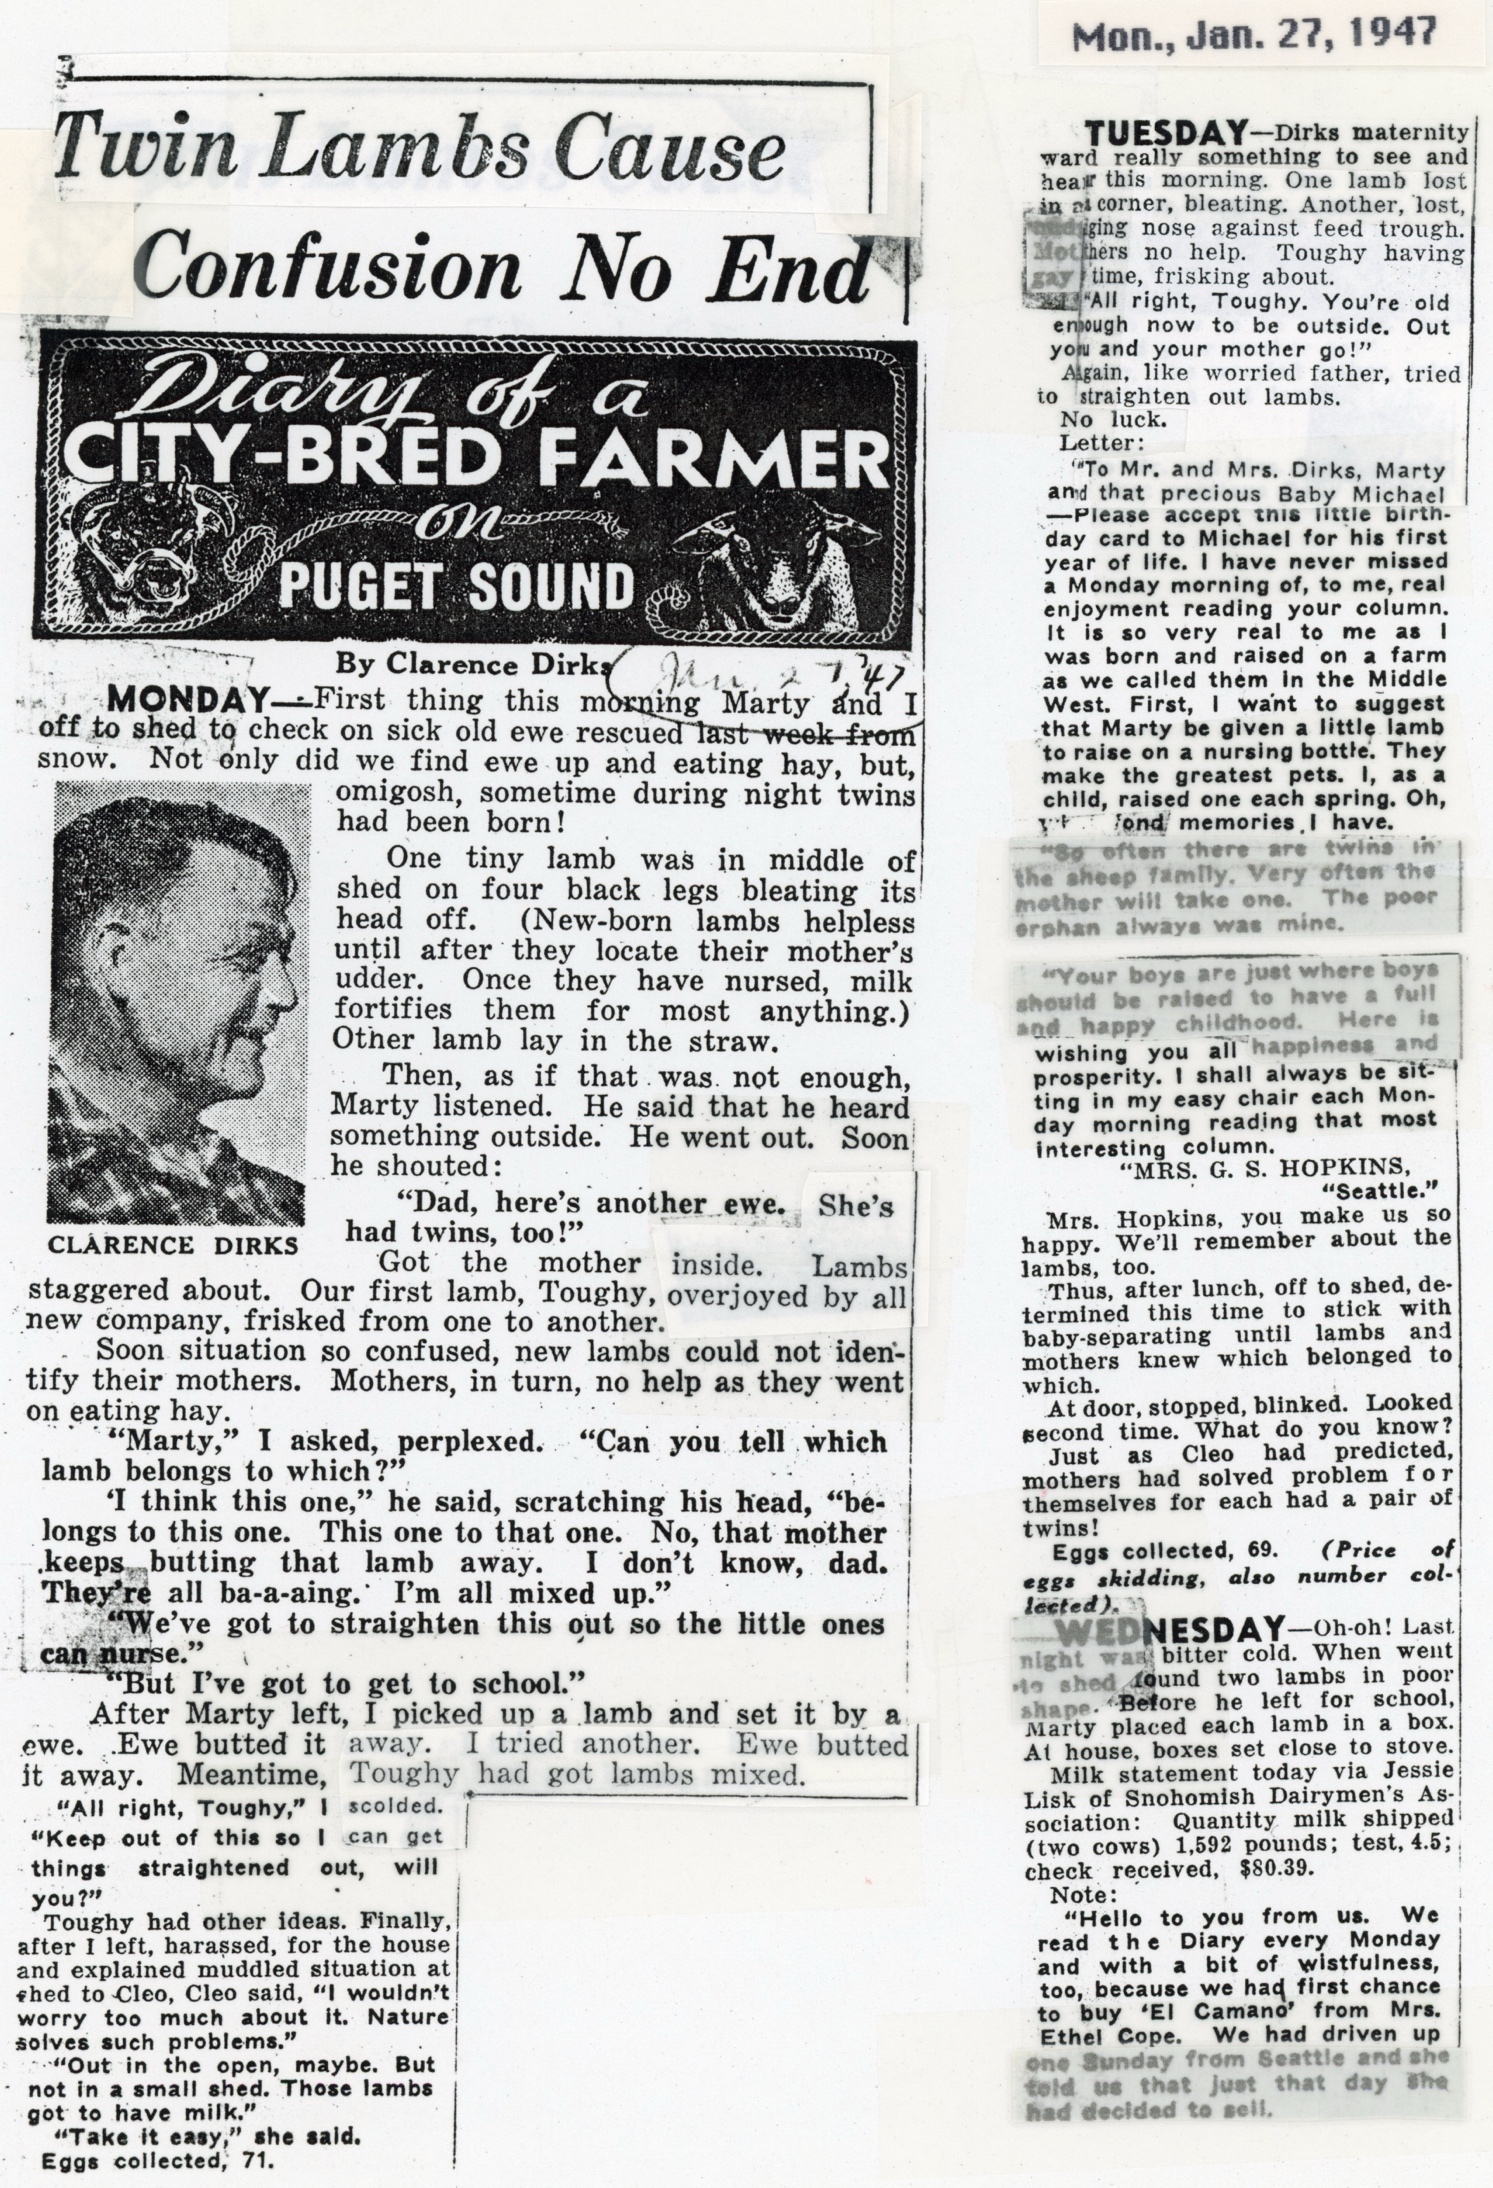 Mon., Jan. 27, 1947
Twin Lambs Cause
Confusion No End
Diary of a
CITY-BRED FARMER
on
PUGET SOUND
By Clarence Dirks
Jan. 27, '47
MONDAY—First thing this morning Marty and I
off to shed to check on sick old ewe rescued last week from
snow. Not only did we find ewe up and eating hay, but,
omigosh, sometime during night twins
had been born!
One tiny lamb was in middle of
shed on four black legs bleating its
head off. (New-born lambs helpless
until after they locate their mother's
udder. Once they have nursed, milk
fortifies them for most anything.)
Other lamb lay in the straw.
Then, as if that was not enough,
Marty listened. He said that he heard
something outside. He went out. Soon
he shouted:
"Dad, here's another ewe. She's
had twins, too!"
CLARENCE DIRKS
Got the mother inside. Lambs
staggered about. Our first lamb, Toughy, overjoyed by all
new company, frisked from one to another.
Soon situation so confused, new lambs could not iden-
tify their mothers. Mothers, in turn, no help as they went
on eating hay.
"Marty," I asked, perplexed. "Can you tell which
lamb belongs to which?"
'I think this one," he said, scratching his head, "be-
longs to this one. This one to that one. No, that mother
keeps butting that lamb away. I don't know, dad.
They're all ba-a-aing. I'm all mixed up."
"We've got to straighten this out so the little ones
can nurse."
"But I've got to get to school."
After Marty left, I picked up a lamb and set it by a
ewe. Ewe butted it away. I tried another. Ewe butted
it away. Meantime, Toughy had got lambs mixed.
"All right, Toughy," I scolded.
"Keep out of this so I can get
things straightened out, will
you?"
Toughy had other ideas. Finally,
after I left, harassed, for the house
and explained muddled situation at
shed to Cleo, Cleo said, "I wouldn't
worry too much about it. Nature
solves such problems."
"Out in the open, maybe. But
not in a small shed. Those lambs
got to have milk."
"Take it easy," she said.
Eggs collected, 71.
TUESDAY—Dirks maternity
ward really something to see and
hear this morning. One lamb lost
in a corner, bleating. Another, lost,
nudging nose against feed trough.
Mothers no help. Toughy having
gay time, frisking about.
"All right, Toughy. You're old
enough now to be outside. Out
you and your mother go!"
Again, like worried father, tried
to straighten out lambs.
No luck.
Letter:
"To Mr. and Mrs. Dirks, Marty
and that precious Baby Michael
—Please accept this little birth-
day card to Michael for his first
year of life. I have never missed
a Monday morning of, to me, real
enjoyment reading your column.
It is so very real to me as I
was born and raised on a farm
as we called them in the Middle
West. First, I want to suggest
that Marty be given a little lamb
to raise on a nursing bottle. They
make the greatest pets. I, as a
child, raised one each spring. Oh,
fond memories I have.
"So often there are twins in
the sheep family. Very often the
mother will take one. The poor
orphan always was mine.
"Your boys are just where boys
should be raised to have a full
and happy childhood. Here is
wishing you all happiness and
prosperity. I shall always be sit-
ting in my easy chair each Mon-
day morning reading that most
interesting column.
"MRS. G. S. HOPKINS,
"Seattle."
Mrs. Hopkins, you make us so
happy. We'll remember about the
lambs, too.
Thus, after lunch, off to shed, de-
termined this time to stick with
baby-separating until lambs and
mothers knew which belonged to
which.
At door, stopped, blinked. Looked
second time. What do you know?
Just as Cleo had predicted,
mothers had solved problem for
themselves for each had a pair of
twins!
Eggs collected, 69. (Price of
eggs skidding, also number col-
lected).
WEDNESDAY—Oh-oh! Last
night was bitter cold. When went
to shed found two lambs in poor
shape. Before he left for school,
Marty placed each lamb in a box.
At house, boxes set close to stove.
Milk statement today via Jessie
Lisk of Snohomish Dairymen's As-
sociation: Quantity milk shipped
(two cows) 1,592 pounds; test, 4.5;
check received, $80.39.
Note:
"Hello to you from us. We
read the Diary every Monday
and with a bit of wistfulness,
too, because we had first chance
to buy 'El Camano' from Mrs.
Ethel Cope. We had driven up
one Sunday from Seattle and she
told us that just that day she
had decided to sell.